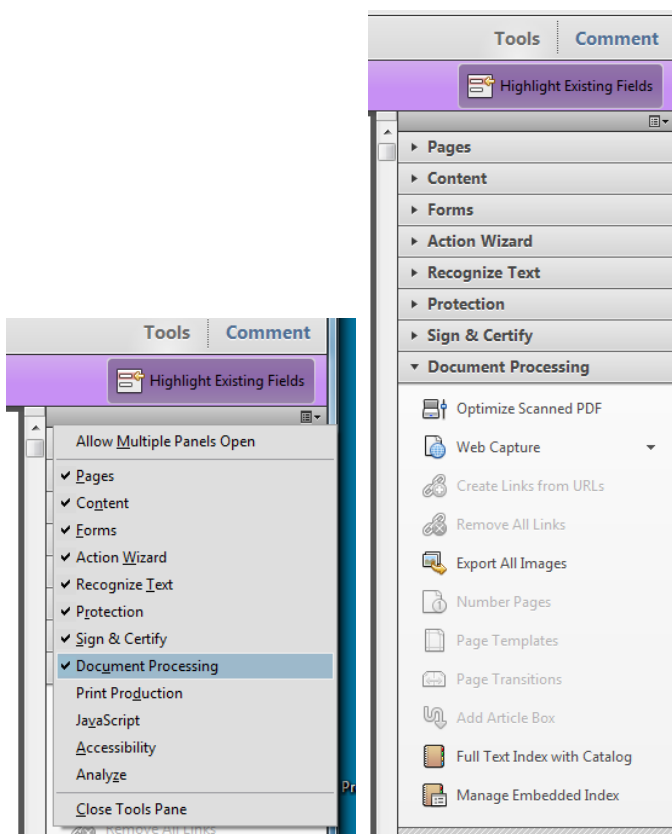 Tools Comment
Highlight Existing Fields
Allow Multiple Panels Open
Pages
Content
Forms
Action Wizard
Recognize Text
Protection
Sign & Certify
Document Processing
Print Production
JavaScript
Accessibility
Analyze
Close Tools Pane
Remove All Links
Pr
Tools Comment
Highlight Existing Fields
Pages
Content
Forms
Action Wizard
Recognize Text
Protection
Sign & Certify
Document Processing
Optimize Scanned PDF
Web Capture
Create Links from URLs
Remove All Links
Export All Images
Number Pages
Page Templates
Page Transitions
Add Article Box
Full Text Index with Catalog
Manage Embedded Index